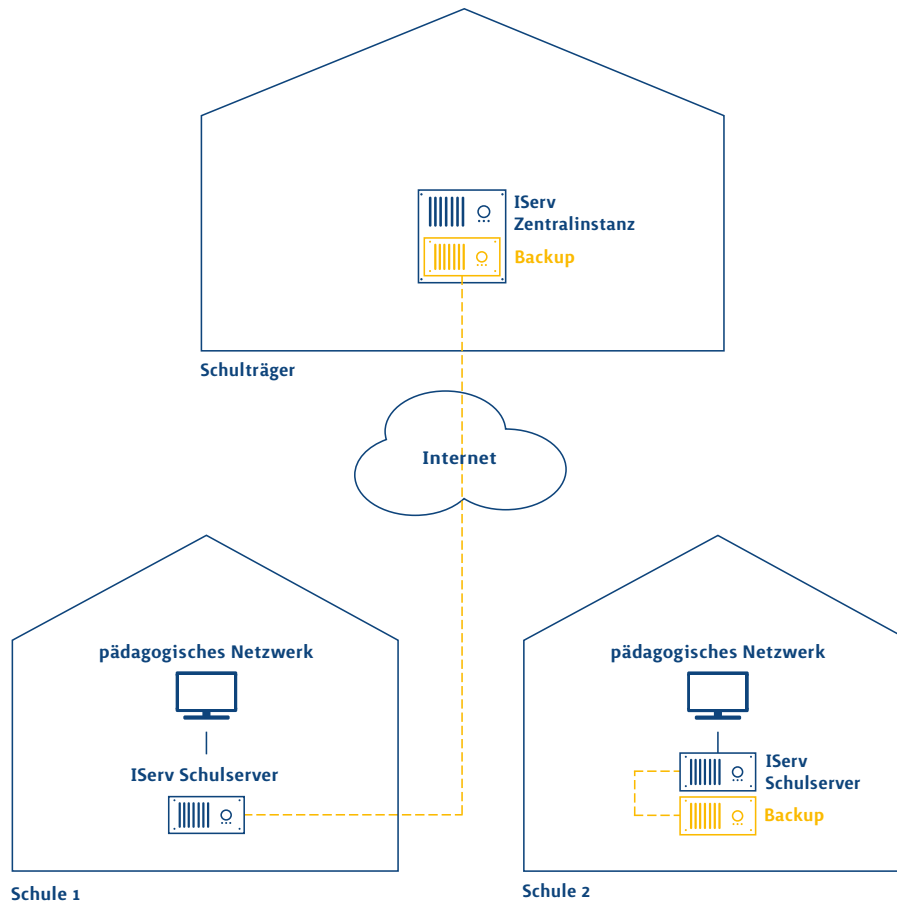 IServ
Zentralinstanz
Backup
Schulträger
Internet
pädagogisches Netzwerk
IServ Schulserver
Schule 1
pädagogisches Netzwerk
IServ
Schulserver
Backup
Schule 2